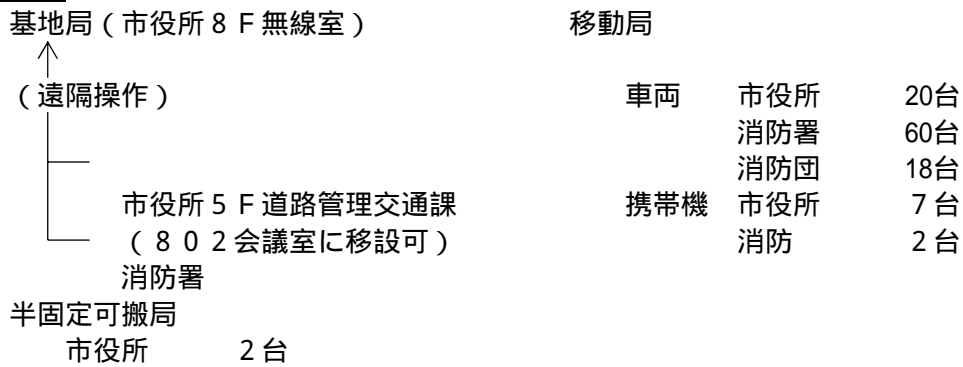 基地局（市役所８Ｆ無線室） 移動局
（遠隔操作） 車両 市役所 20台
消防署 60台
消防団 18台
市役所５Ｆ道路管理交通課 携帯機 市役所 ７台
（８０２会議室に移設可） 消防 ２台
消防署
半固定可搬局
市役所 ２台